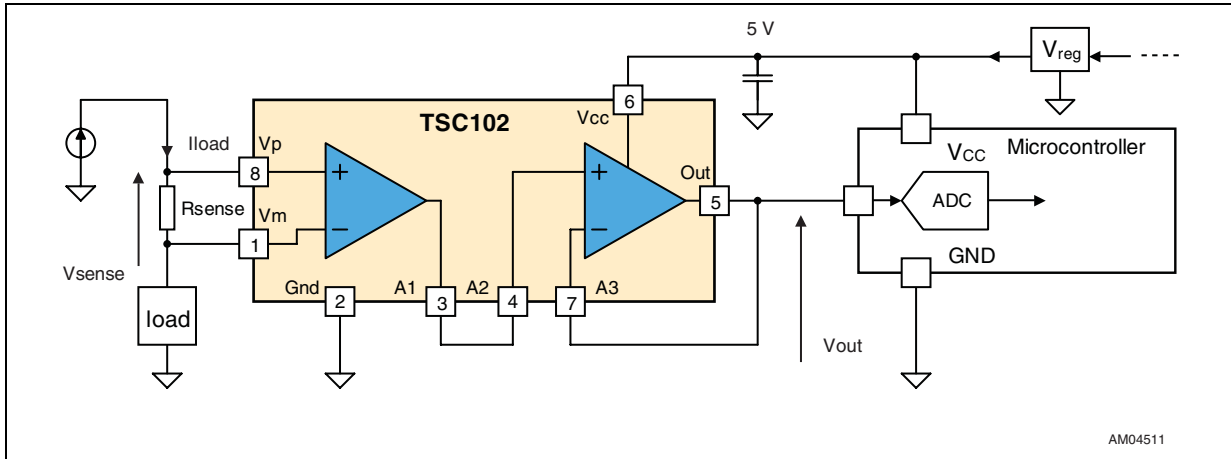 5 V
Vreg
6
Vcc
TSC102
Iload
Vp
8
Rsense
Vm
1
Vsense
load
+
−
+
−
Out
5
Gnd
2
A1
3
A2
4
7
A3
Vout
VCC
Microcontroller
ADC
GND
AM04511